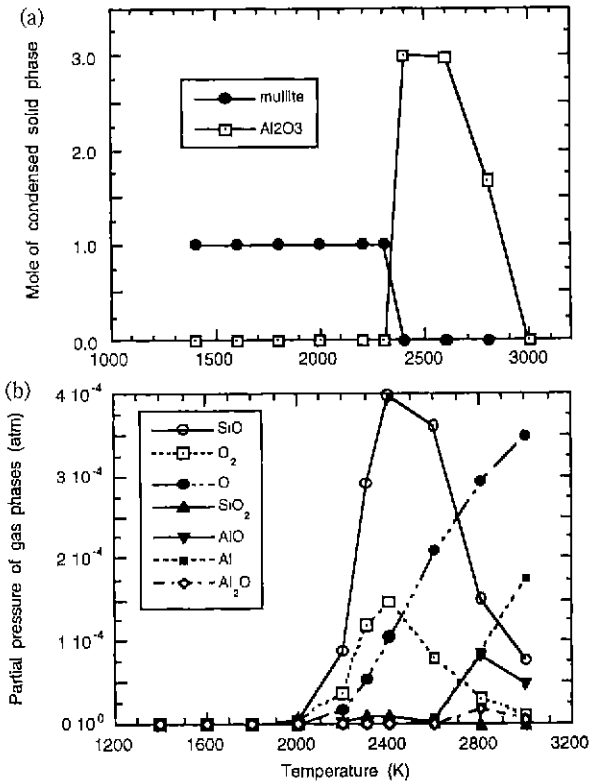 (a)
Mole of condensed solid phase
3.0
2.0
1.0
0.0
mullite
Al2O3
1000
1500
2000
2500
3000
(b)
Partial pressure of gas phases (atm)
4 10⁻⁴
3 10⁻⁴
2 10⁻⁴
1 10⁻⁴
0 10⁰
SiO
O₂
O
SiO₂
AlO
Al
Al₂O
1200
1600
2000
2400
2800
3200
Temperature (K)